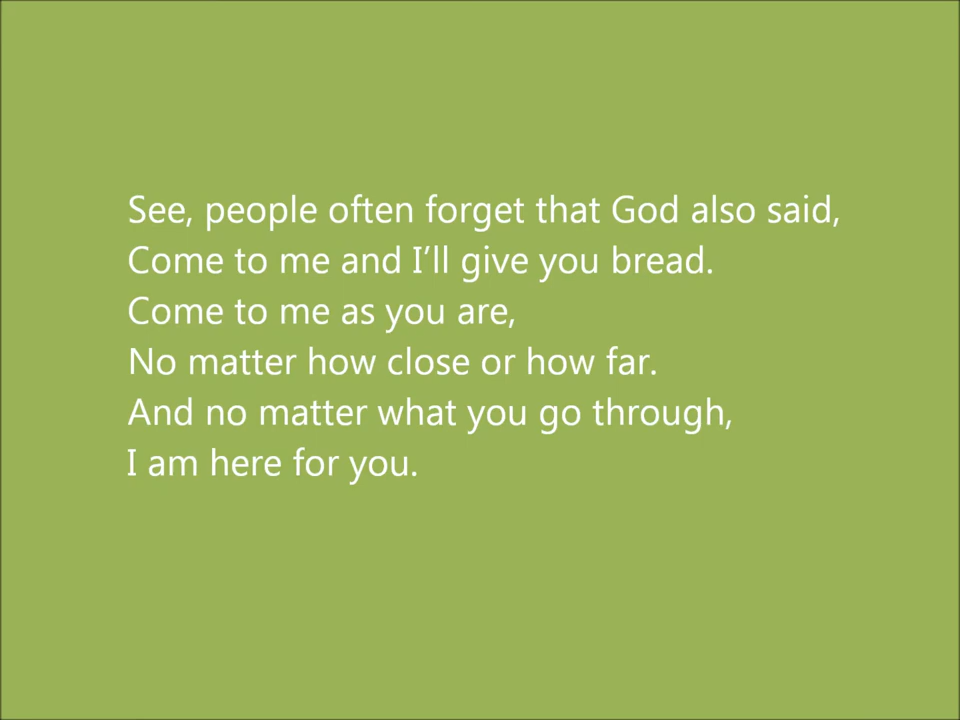 See, people often forget that God also said,
Come to me and I’ll give you bread.
Come to me as you are,
No matter how close or how far.
And no matter what you go through,
I am here for you.